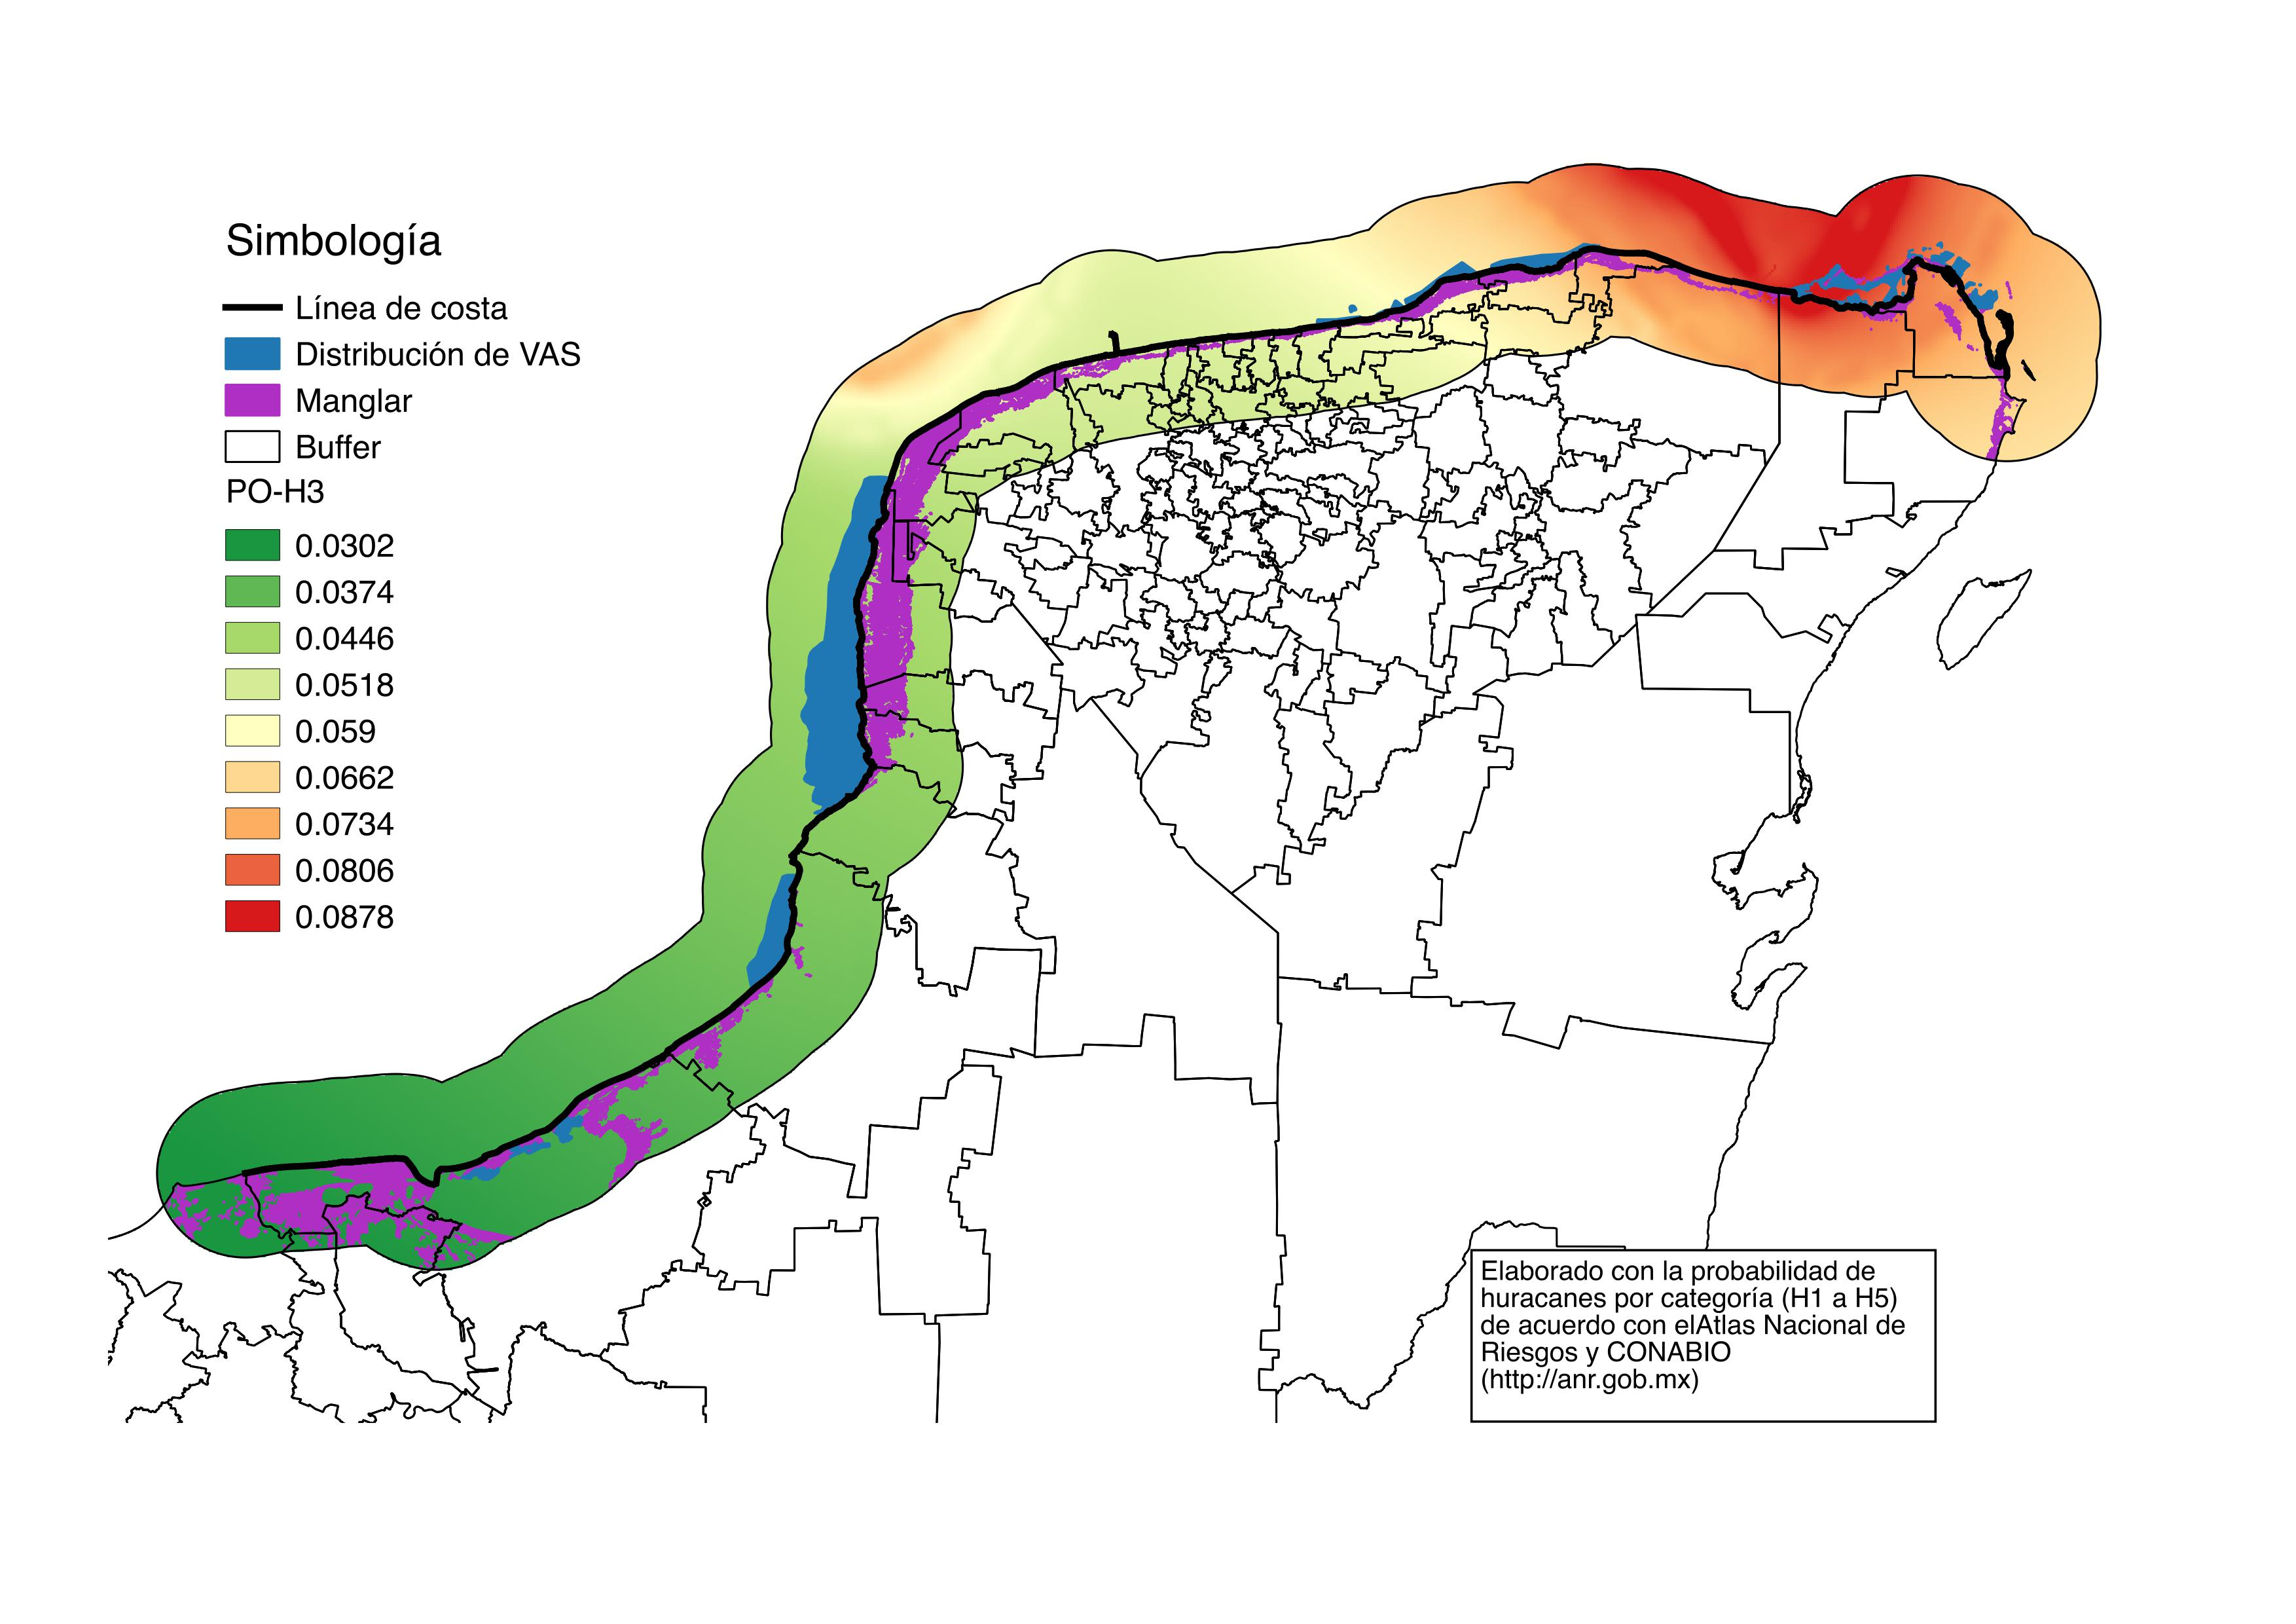 Simbología
Línea de costa
Distribución de VAS
Manglar
Buffer
PO-H3
0.0302
0.0374
0.0446
0.0518
0.059
0.0662
0.0734
0.0806
0.0878
Elaborado con la probabilidad de
huracanes por categoría (H1 a H5)
de acuerdo con elAtlas Nacional de
Riesgos y CONABIO
(http://anr.gob.mx)